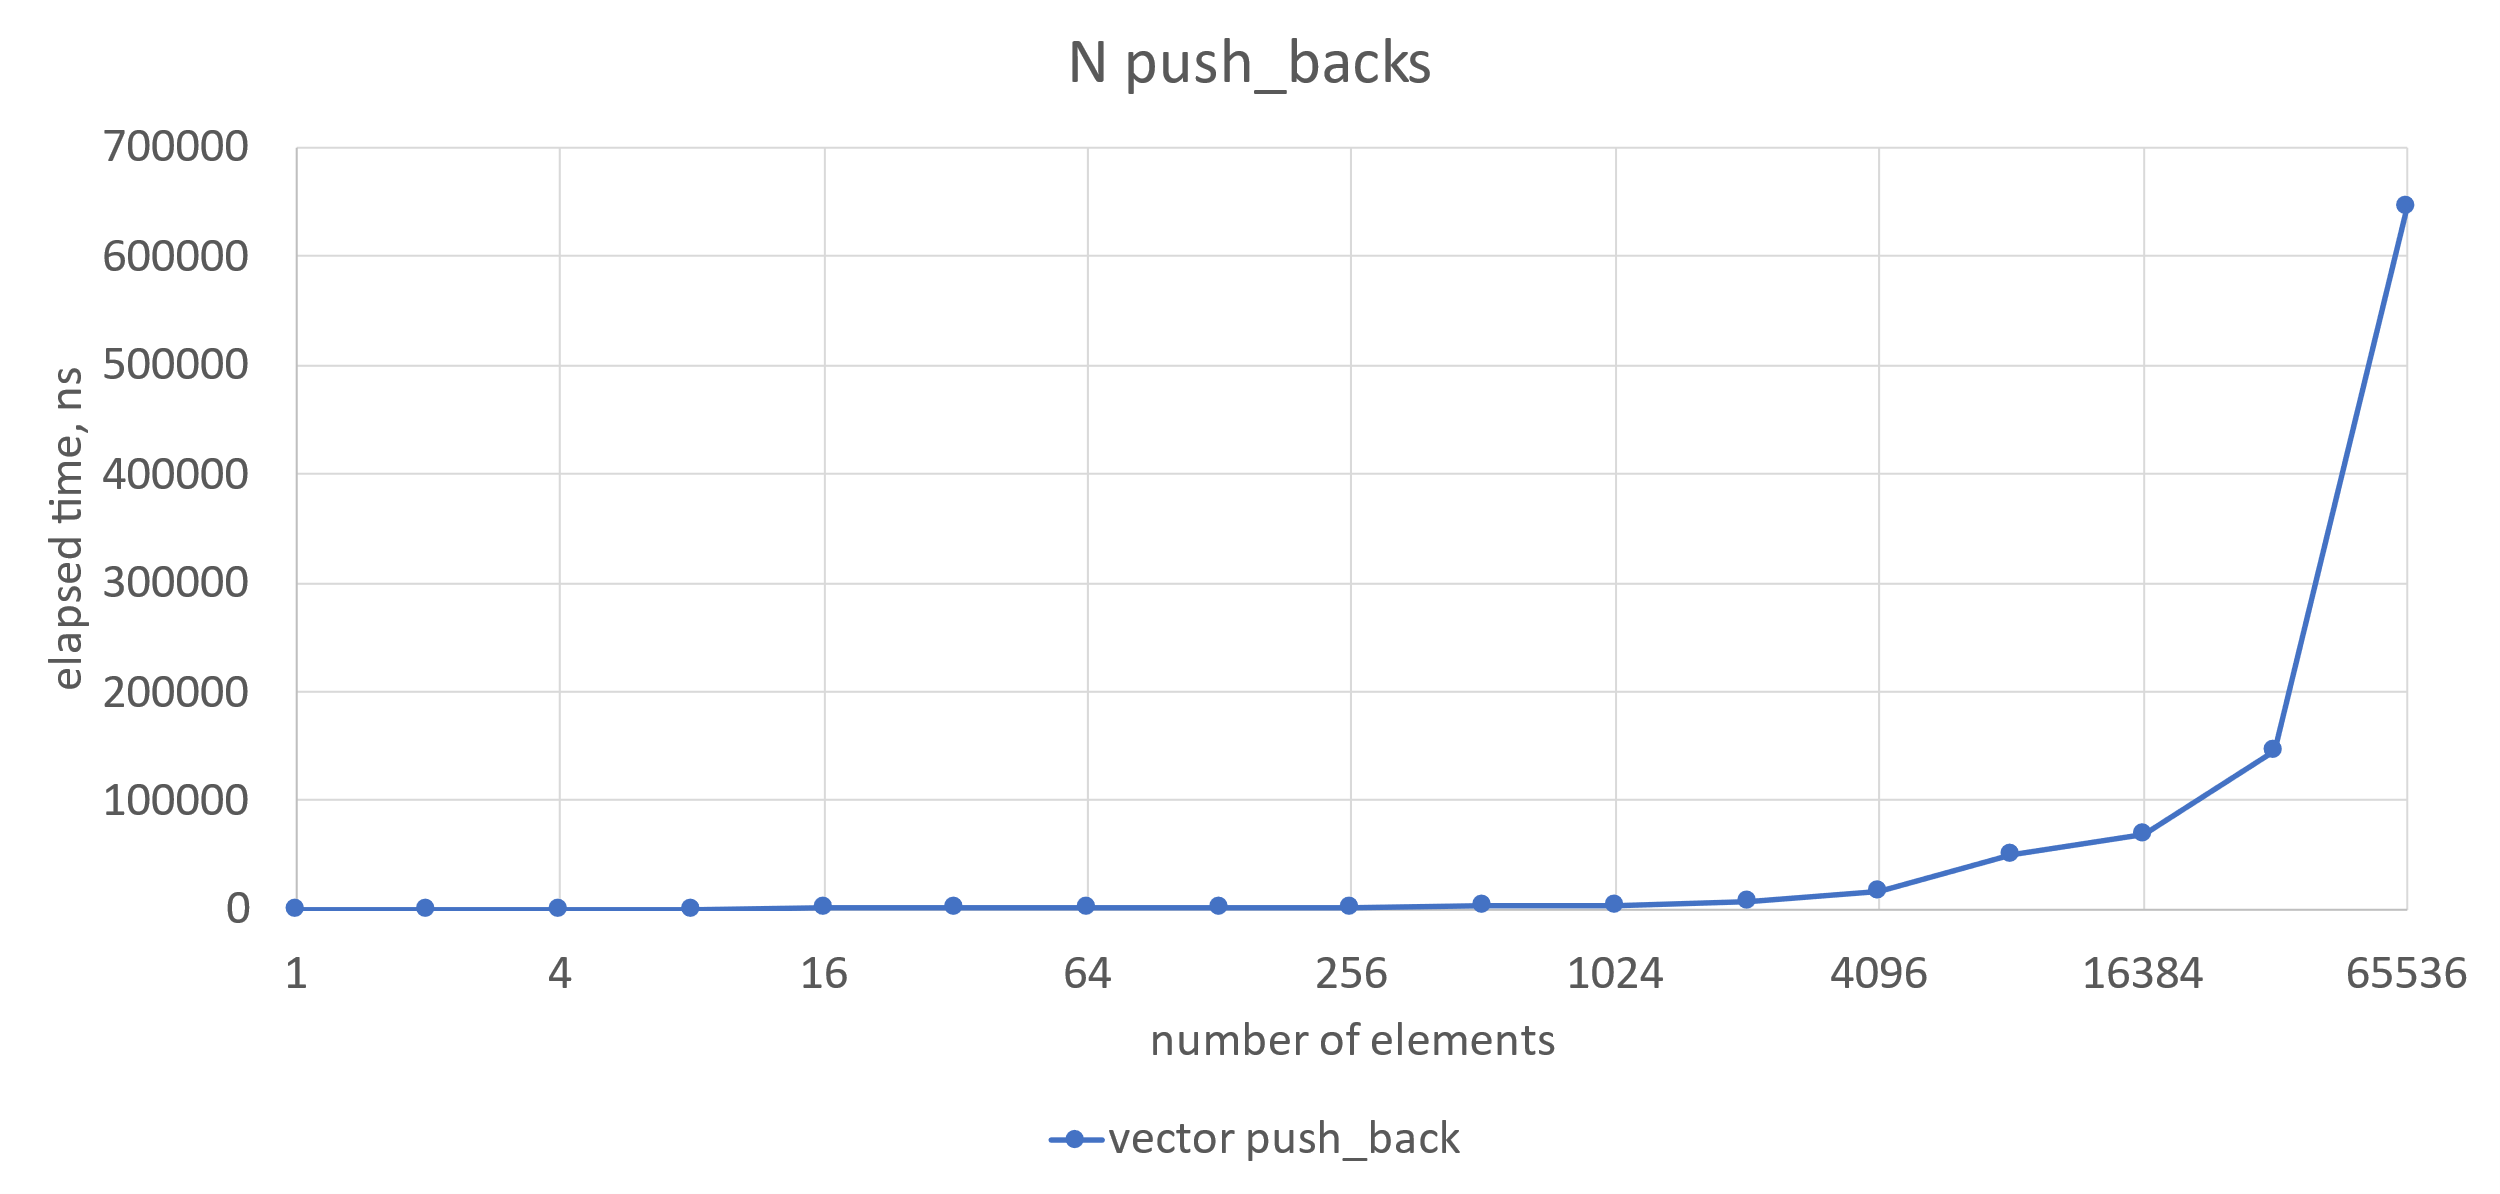 N push_backs
700000
600000
500000
400000
300000
200000
100000
0
elapsed time, ns
1 4 16 64 256 1024 4096 16384 65536
number of elements
vector push_back